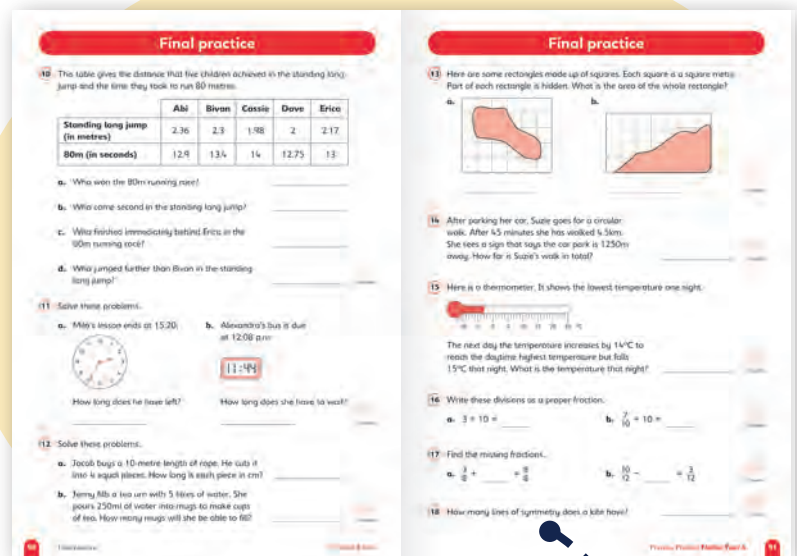 Final practice
10 This table gives the distance that five children achieved in the standing long
jump and the time they took to run 80 metres.
Abi Bivan Cassie Dave Erica
Standing long jump (in metres) 2.36 2.3 1.98 2 2.17
80m (in seconds) 12.9 13.4 14 12.75 13
a. Who won the 80m running race?
b. Who came second in the standing long jump?
c. Who finished immediately behind Erica in the
80m running race?
d. Who jumped further than Bivan in the standing
long jump?
11 Solve these problems.
a. Milo's lesson ends at 15:20.
How long does he have left?
b. Alexandra's bus is due
at 12:08 p.m.
11:49
How long does she have to wait?
12 Solve these problems.
a. Jacob buys a 10-metre length of rope. He cuts it
into 4 equal pieces. How long is each piece in cm?
b. Jenny fills a tea urn with 5 litres of water. She
pours 250ml of water into mugs to make cups
of tea. How many mugs will she be able to fill?
90
Final practice
13 Here are some rectangles made up of squares. Each square is a square metre.
Part of each rectangle is hidden. What is the area of the whole rectangle?
a.
b.
14 After parking her car, Suzie goes for a circular
walk. After 45 minutes she has walked 4.5km.
She sees a sign that says the car park is 1250m
away. How far is Suzie's walk in total?
15 Here is a thermometer. It shows the lowest temperature one night.
The next day the temperature increases by 14°C to
reach the daytime highest temperature but falls
15°C that night. What is the temperature that night?
16 Write these divisions as a proper fraction.
a. 3 ÷ 10 =
b. 7/10 ÷ 10 =
17 Find the missing fractions.
a. 3/8 + = 8/8
b. 10/12 − = 3/12
18 How many lines of symmetry does a kite have?
91